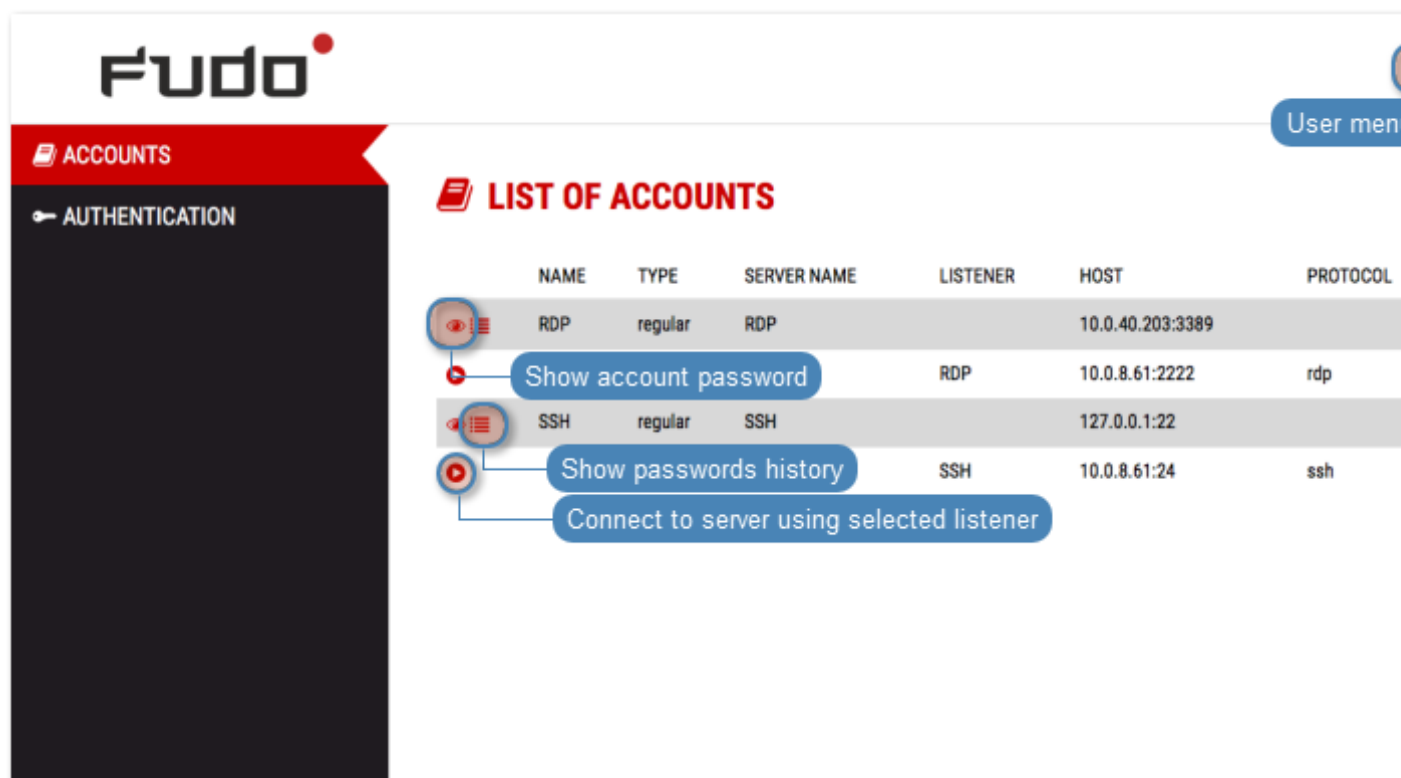 Fudo
User menu
ACCOUNTS
AUTHENTICATION
LIST OF ACCOUNTS
NAME TYPE SERVER NAME LISTENER HOST PROTOCOL
RDP regular RDP 10.0.40.203:3389
Show account password
RDP 10.0.8.61:2222 rdp
SSH regular SSH 127.0.0.1:22
Show passwords history
SSH 10.0.8.61:24 ssh
Connect to server using selected listener